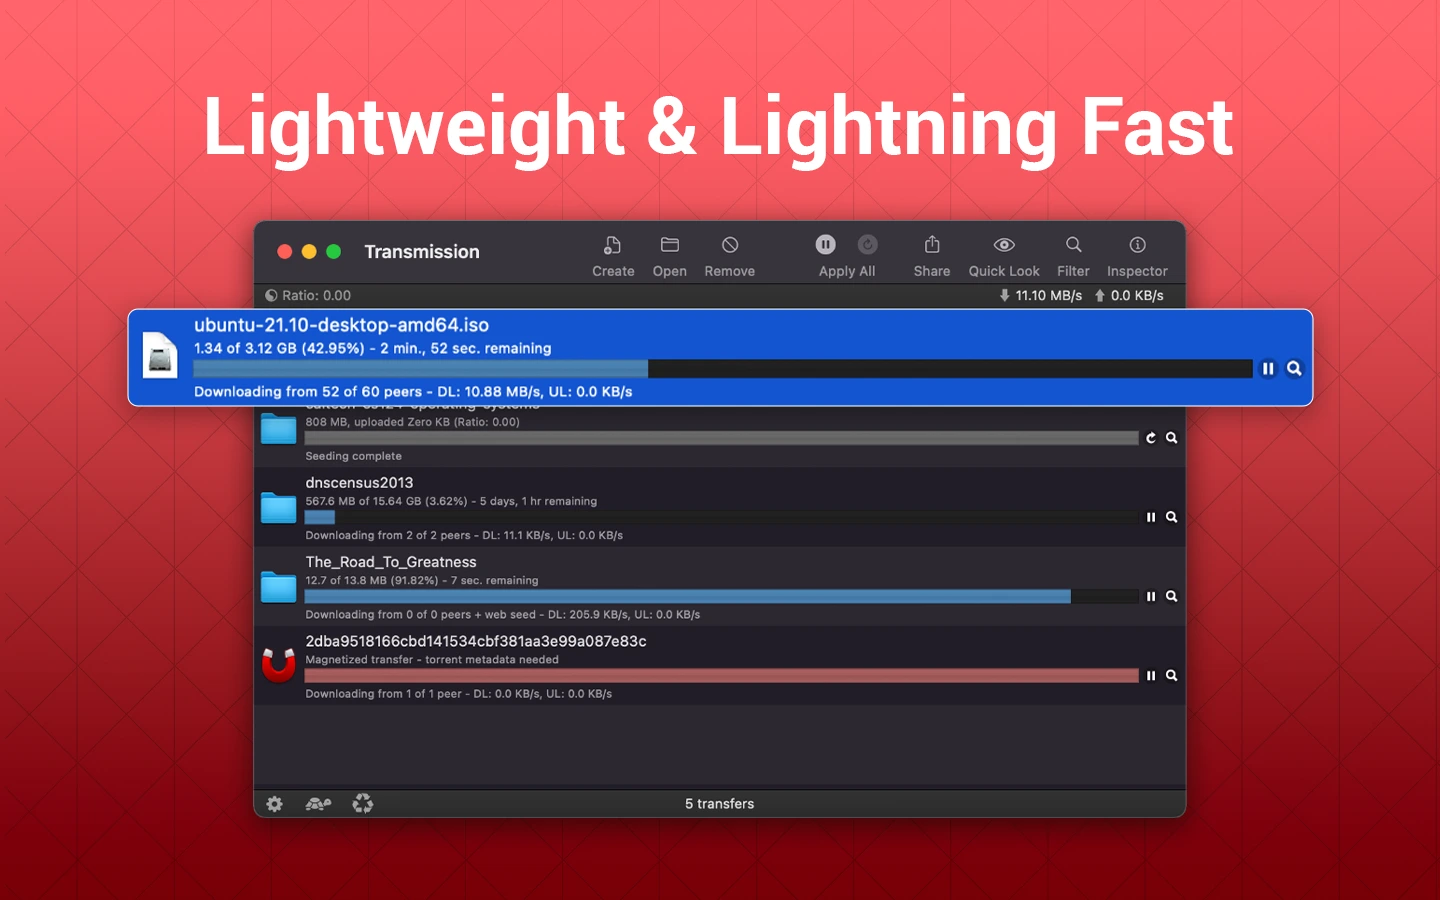 Lightweight & Lightning Fast
Transmission
Create
Open
Remove
Apply All
Share
Quick Look
Filter
Inspector
Ratio: 0.00
11.10 MB/s
0.0 KB/s
ubuntu-21.10-desktop-amd64.iso
1.34 of 3.12 GB (42.95%) - 2 min., 52 sec. remaining
Downloading from 52 of 60 peers - DL: 10.88 MB/s, UL: 0.0 KB/s
808 MB, uploaded Zero KB (Ratio: 0.00)
Seeding complete
dnscensus2013
567.6 MB of 15.64 GB (3.62%) - 5 days, 1 hr remaining
Downloading from 2 of 2 peers - DL: 11.1 KB/s, UL: 0.0 KB/s
The_Road_To_Greatness
12.7 of 13.8 MB (91.82%) - 7 sec. remaining
Downloading from 0 of 0 peers + web seed - DL: 205.9 KB/s, UL: 0.0 KB/s
2dba9518166cbd141534cbf381aa3e99a087e83c
Magnetized transfer - torrent metadata needed
Downloading from 1 of 1 peer - DL: 0.0 KB/s, UL: 0.0 KB/s
5 transfers